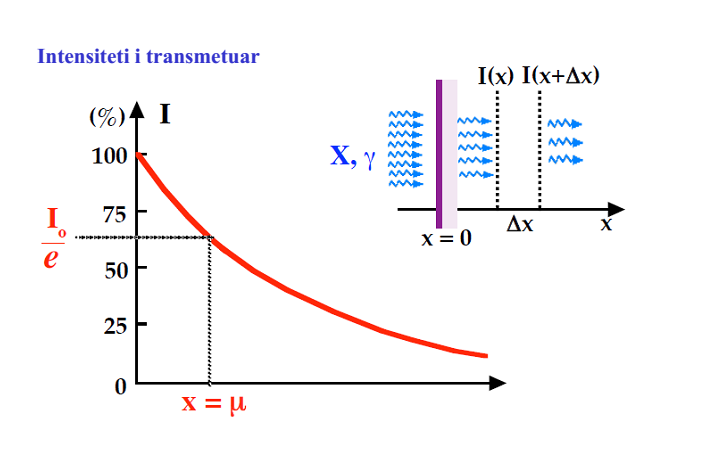 Intensiteti i transmetuar
I(x) I(x+Δx)
(%) I
X, γ
100
75
I₀
e
50
25
0
x = μ
x = 0
Δx
x